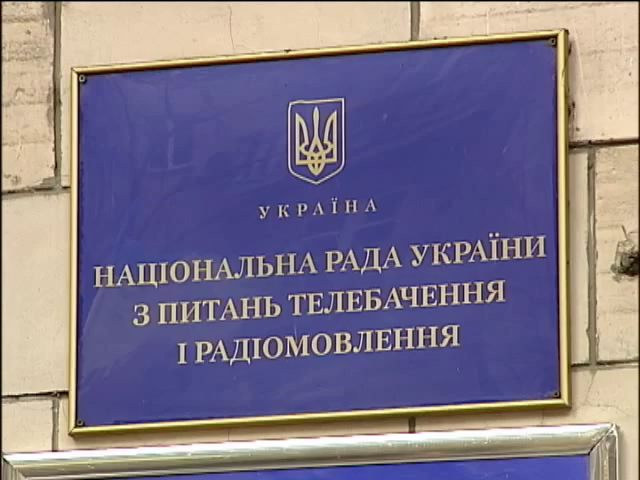 УКРАЇНА
НАЦІОНАЛЬНА РАДА УКРАЇНИ
З ПИТАНЬ ТЕЛЕБАЧЕННЯ
І РАДІОМОВЛЕННЯ